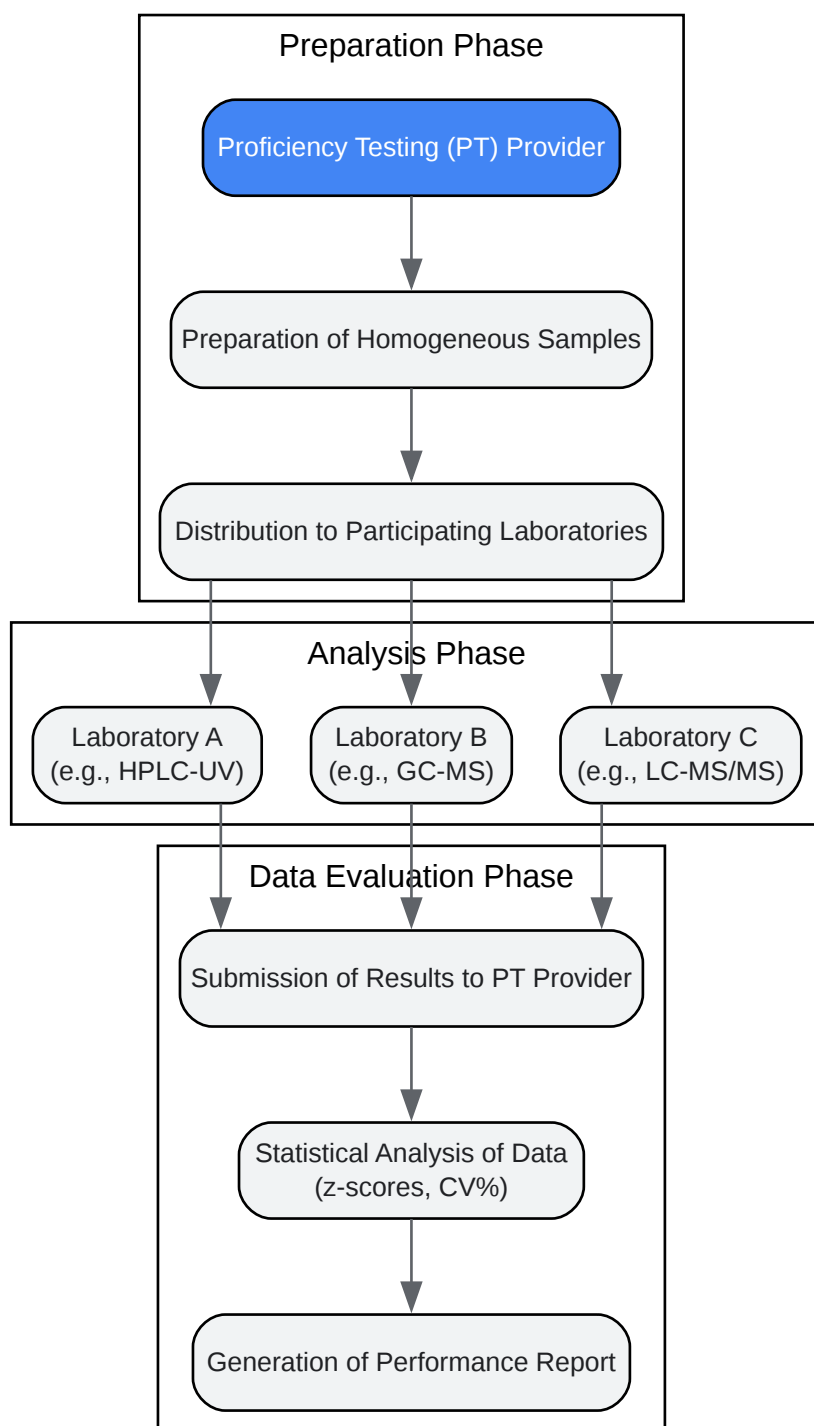 Preparation Phase
Proficiency Testing (PT) Provider
Preparation of Homogeneous Samples
Distribution to Participating Laboratories
Analysis Phase
Laboratory A
(e.g., HPLC-UV)
Laboratory B
(e.g., GC-MS)
Laboratory C
(e.g., LC-MS/MS)
Data Evaluation Phase
Submission of Results to PT Provider
Statistical Analysis of Data
(z-scores, CV%)
Generation of Performance Report